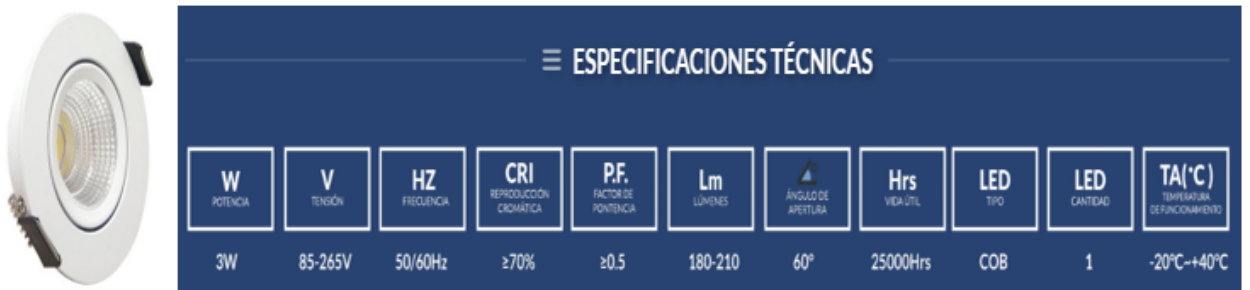 ESPECIFICACIONES TÉCNICAS
W
POTENCIA
V
TENSIÓN
HZ
FRECUENCIA
CRI
REPRODUCCIÓN
CROMÁTICA
P.F.
FACTOR DE
PONTENCIA
Lm
LÚMENES
ÁNGULO DE
APERTURA
Hrs
VIDA ÚTIL
LED
TIPO
LED
CANTIDAD
TA(°C)
TEMPERATURA
DE FUNCIONAMIENTO
3W
85-265V
50/60Hz
≥70%
≥0.5
180-210
60°
25000Hrs
COB
1
-20°C~+40°C